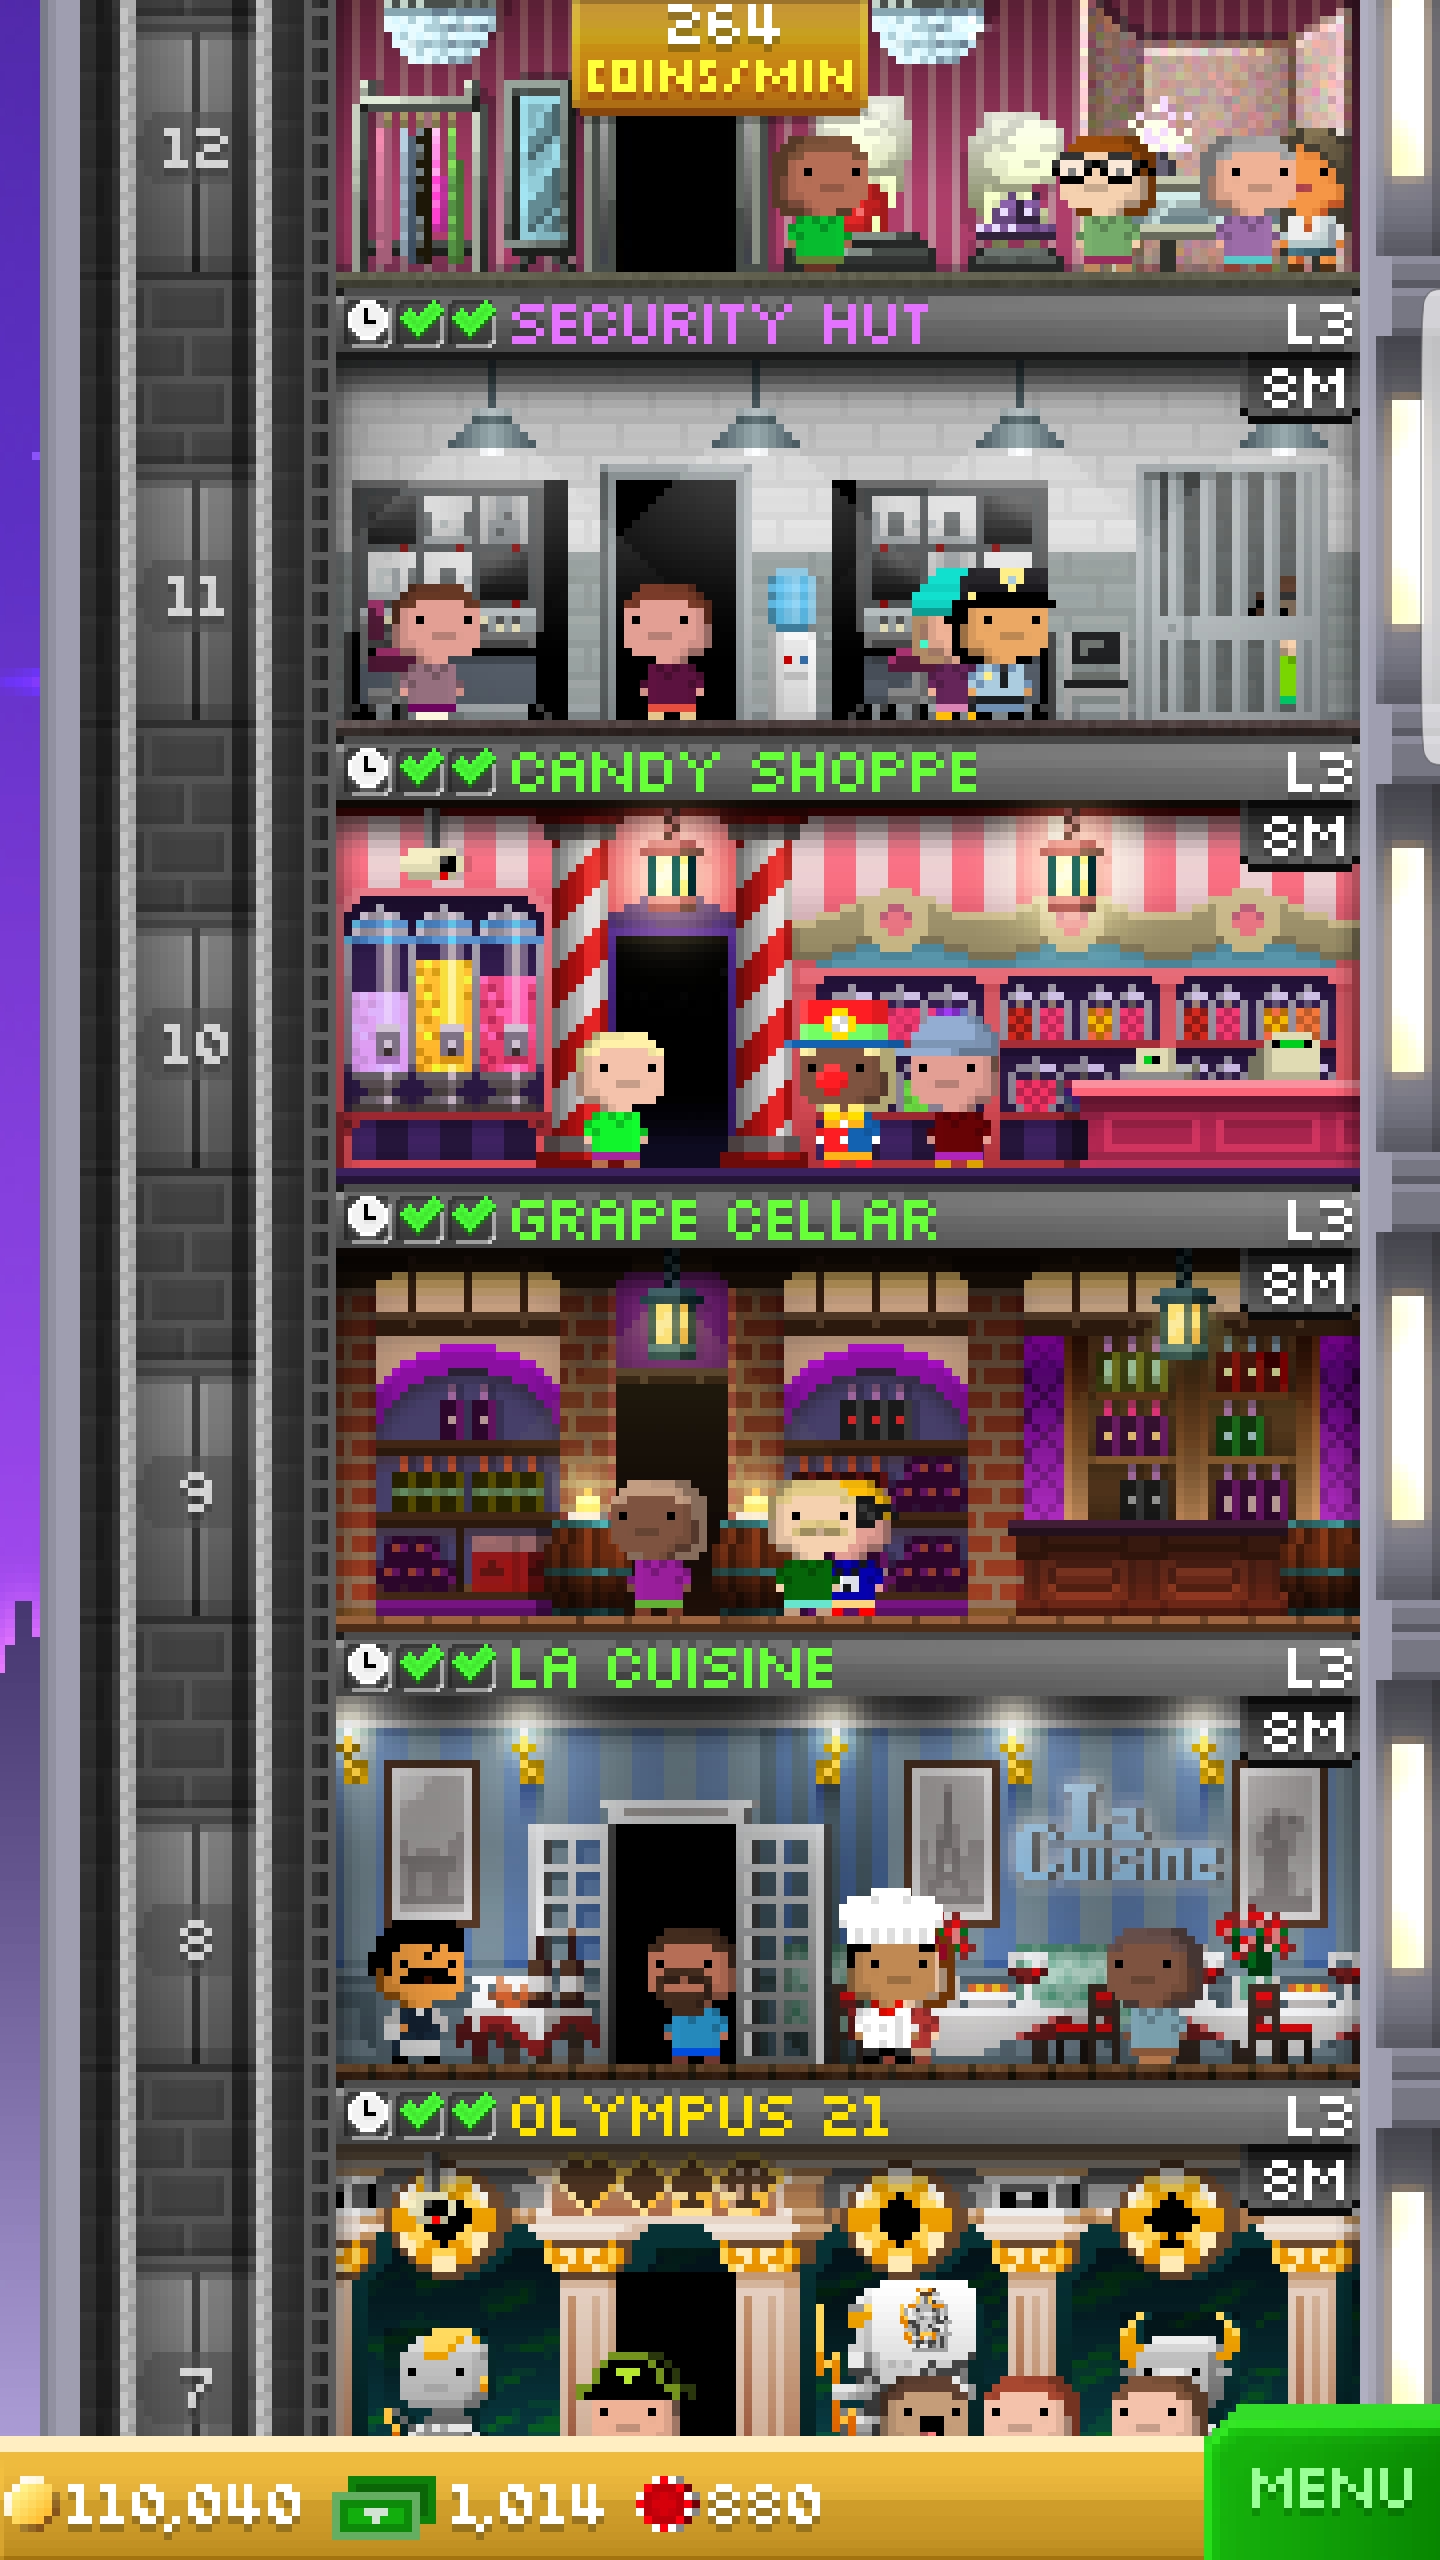 264
COINS/MIN
12
SECURITY HUT L3
8M
11
CANDY SHOPPE L3
8M
10
GRAPE CELLAR L3
8M
9
LA CUISINE L3
8M
La
Cuisine
8
OLYMPUS 21 L3
8M
7
110,040 1,014 880 MENU